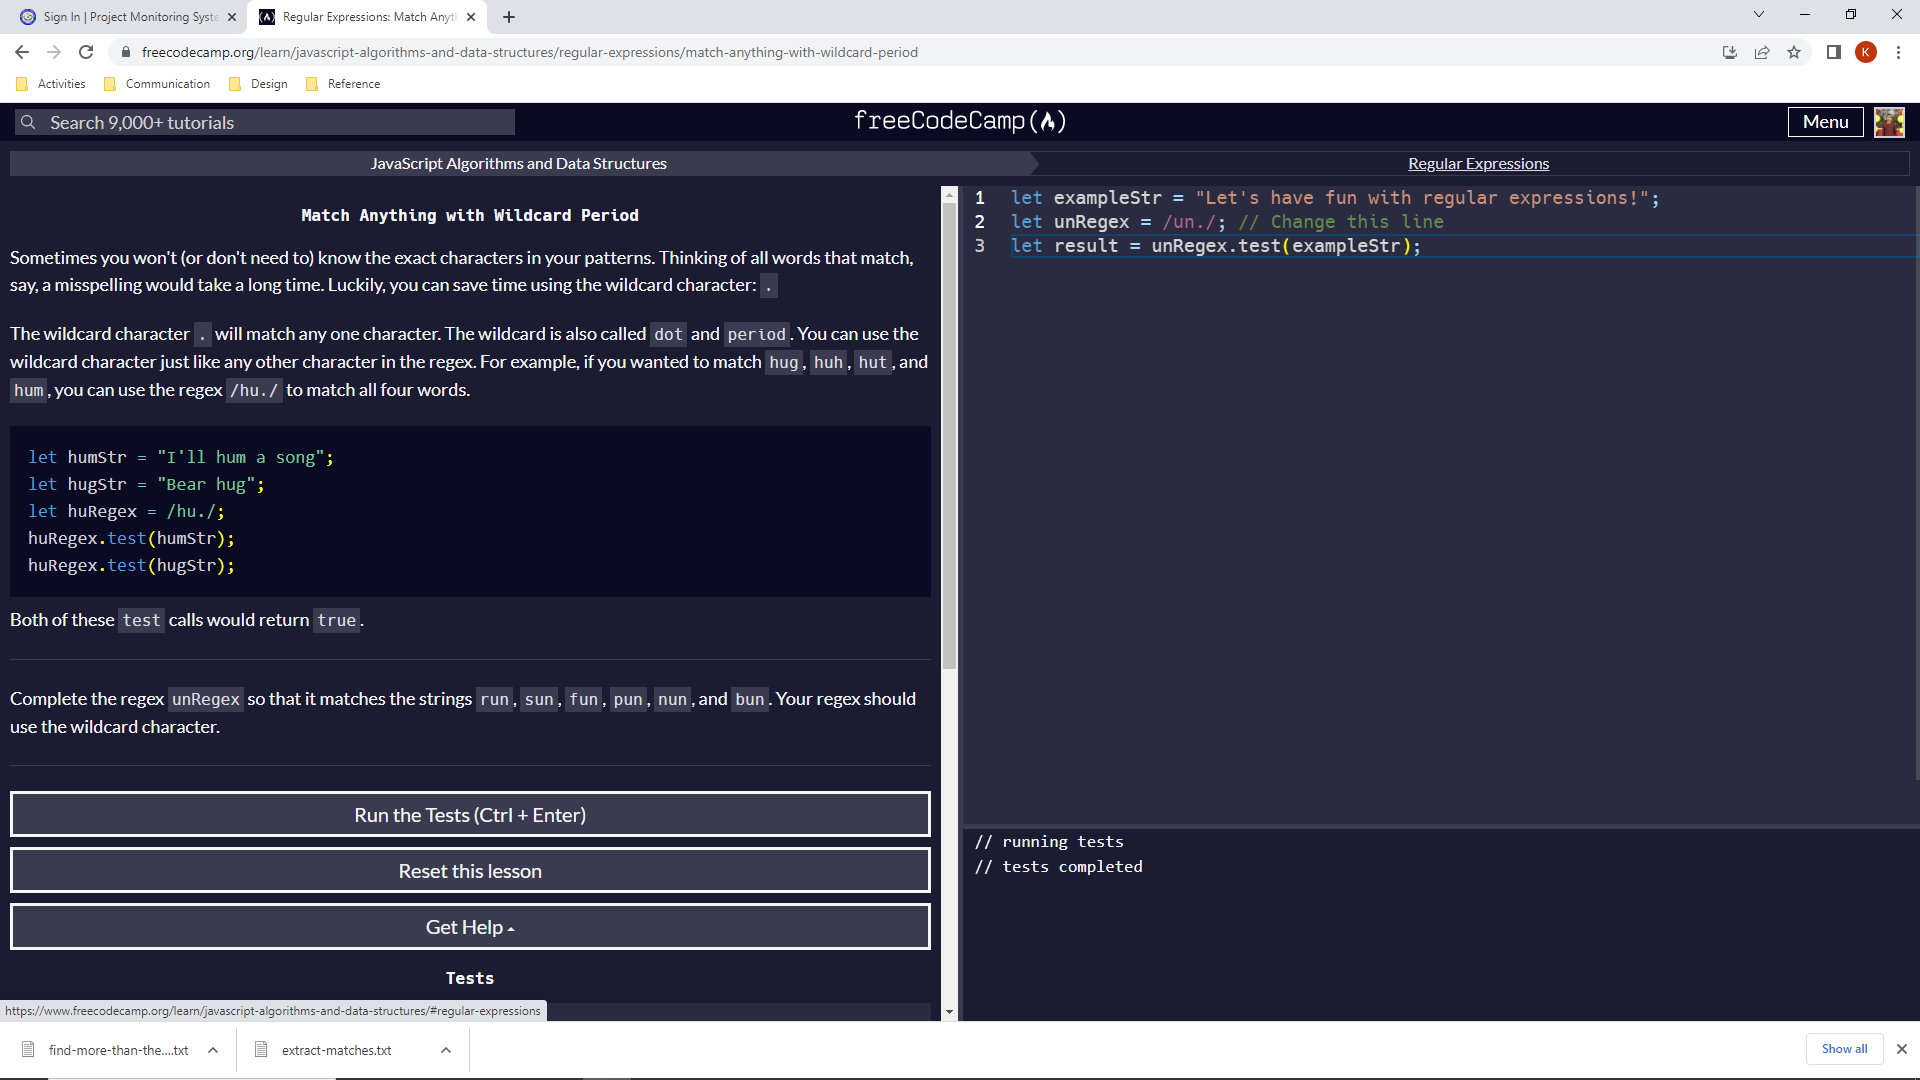 Sign In | Project Monitoring Syste
Regular Expressions: Match Anyt
freecodecamp.org/learn/javascript-algorithms-and-data-structures/regular-expressions/match-anything-with-wildcard-period
K
Activities
Communication
Design
Reference
Search 9,000+ tutorials
freeCodeCamp
Menu
JavaScript Algorithms and Data Structures
Regular Expressions
Match Anything with Wildcard Period
Sometimes you won't (or don't need to) know the exact characters in your patterns. Thinking of all words that match,
say, a misspelling would take a long time. Luckily, you can save time using the wildcard character: .
The wildcard character . will match any one character. The wildcard is also called dot and period. You can use the
wildcard character just like any other character in the regex. For example, if you wanted to match hug, huh, hut, and
hum, you can use the regex /hu./ to match all four words.
let humStr = "I'll hum a song";
let hugStr = "Bear hug";
let huRegex = /hu./;
huRegex.test(humStr);
huRegex.test(hugStr);
Both of these test calls would return true.
Complete the regex unRegex so that it matches the strings run, sun, fun, pun, nun, and bun. Your regex should
use the wildcard character.
Run the Tests (Ctrl + Enter)
Reset this lesson
Get Help
Tests
1 let exampleStr = "Let's have fun with regular expressions!";
2 let unRegex = /un./; // Change this line
3 let result = unRegex.test(exampleStr);
// running tests
// tests completed
https://www.freecodecamp.org/learn/javascript-algorithms-and-data-structures/#regular-expressions
find-more-than-the....txt
extract-matches.txt
Show all